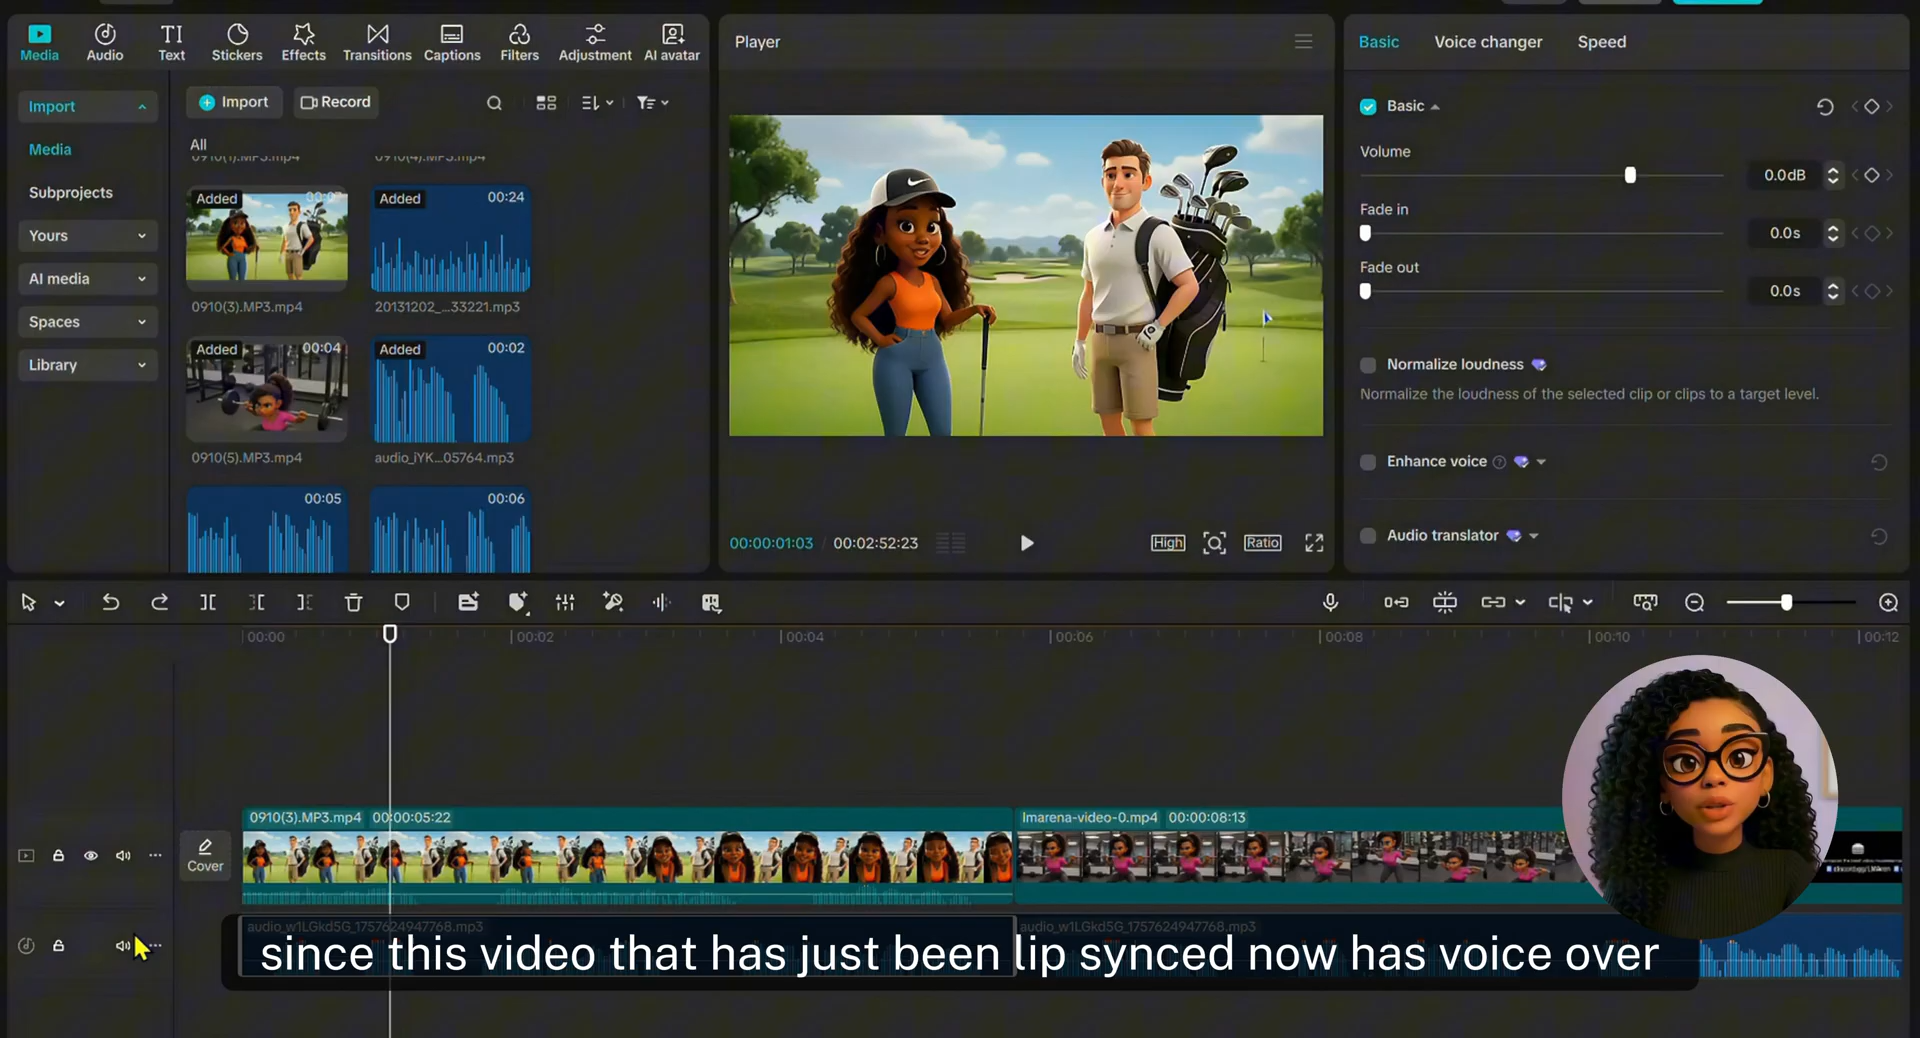 Media
Audio
Text
Stickers
Effects
Transitions
Captions
Filters
Adjustment
AI avatar
Import
Media
Subprojects
Yours
AI media
Spaces
Library
Import
Record
All
0910(1).MP3.mp4
0910(4).MP3.mp4
Added
Added 00:24
0910(3).MP3.mp4
20131202_...33221.mp3
Added 00:04
Added 00:02
0910(5).MP3.mp4
audio_iYK...05764.mp3
00:05
00:06
Player
00:00:01:03 / 00:02:52:23
High
Ratio
Basic
Voice changer
Speed
Basic
Volume
0.0dB
Fade in
0.0s
Fade out
0.0s
Normalize loudness
Normalize the loudness of the selected clip or clips to a target level.
Enhance voice
Audio translator
00:00
00:02
00:04
00:06
00:08
00:10
00:12
Cover
0910(3).MP3.mp4 00:00:05:22
lmarena-video-0.mp4 00:00:08:13
audio_w1LGkd5G_1757624947768.mp3
audio_w1LGkd5G_1757624947768.mp3
since this video that has just been lip synced now has voice over